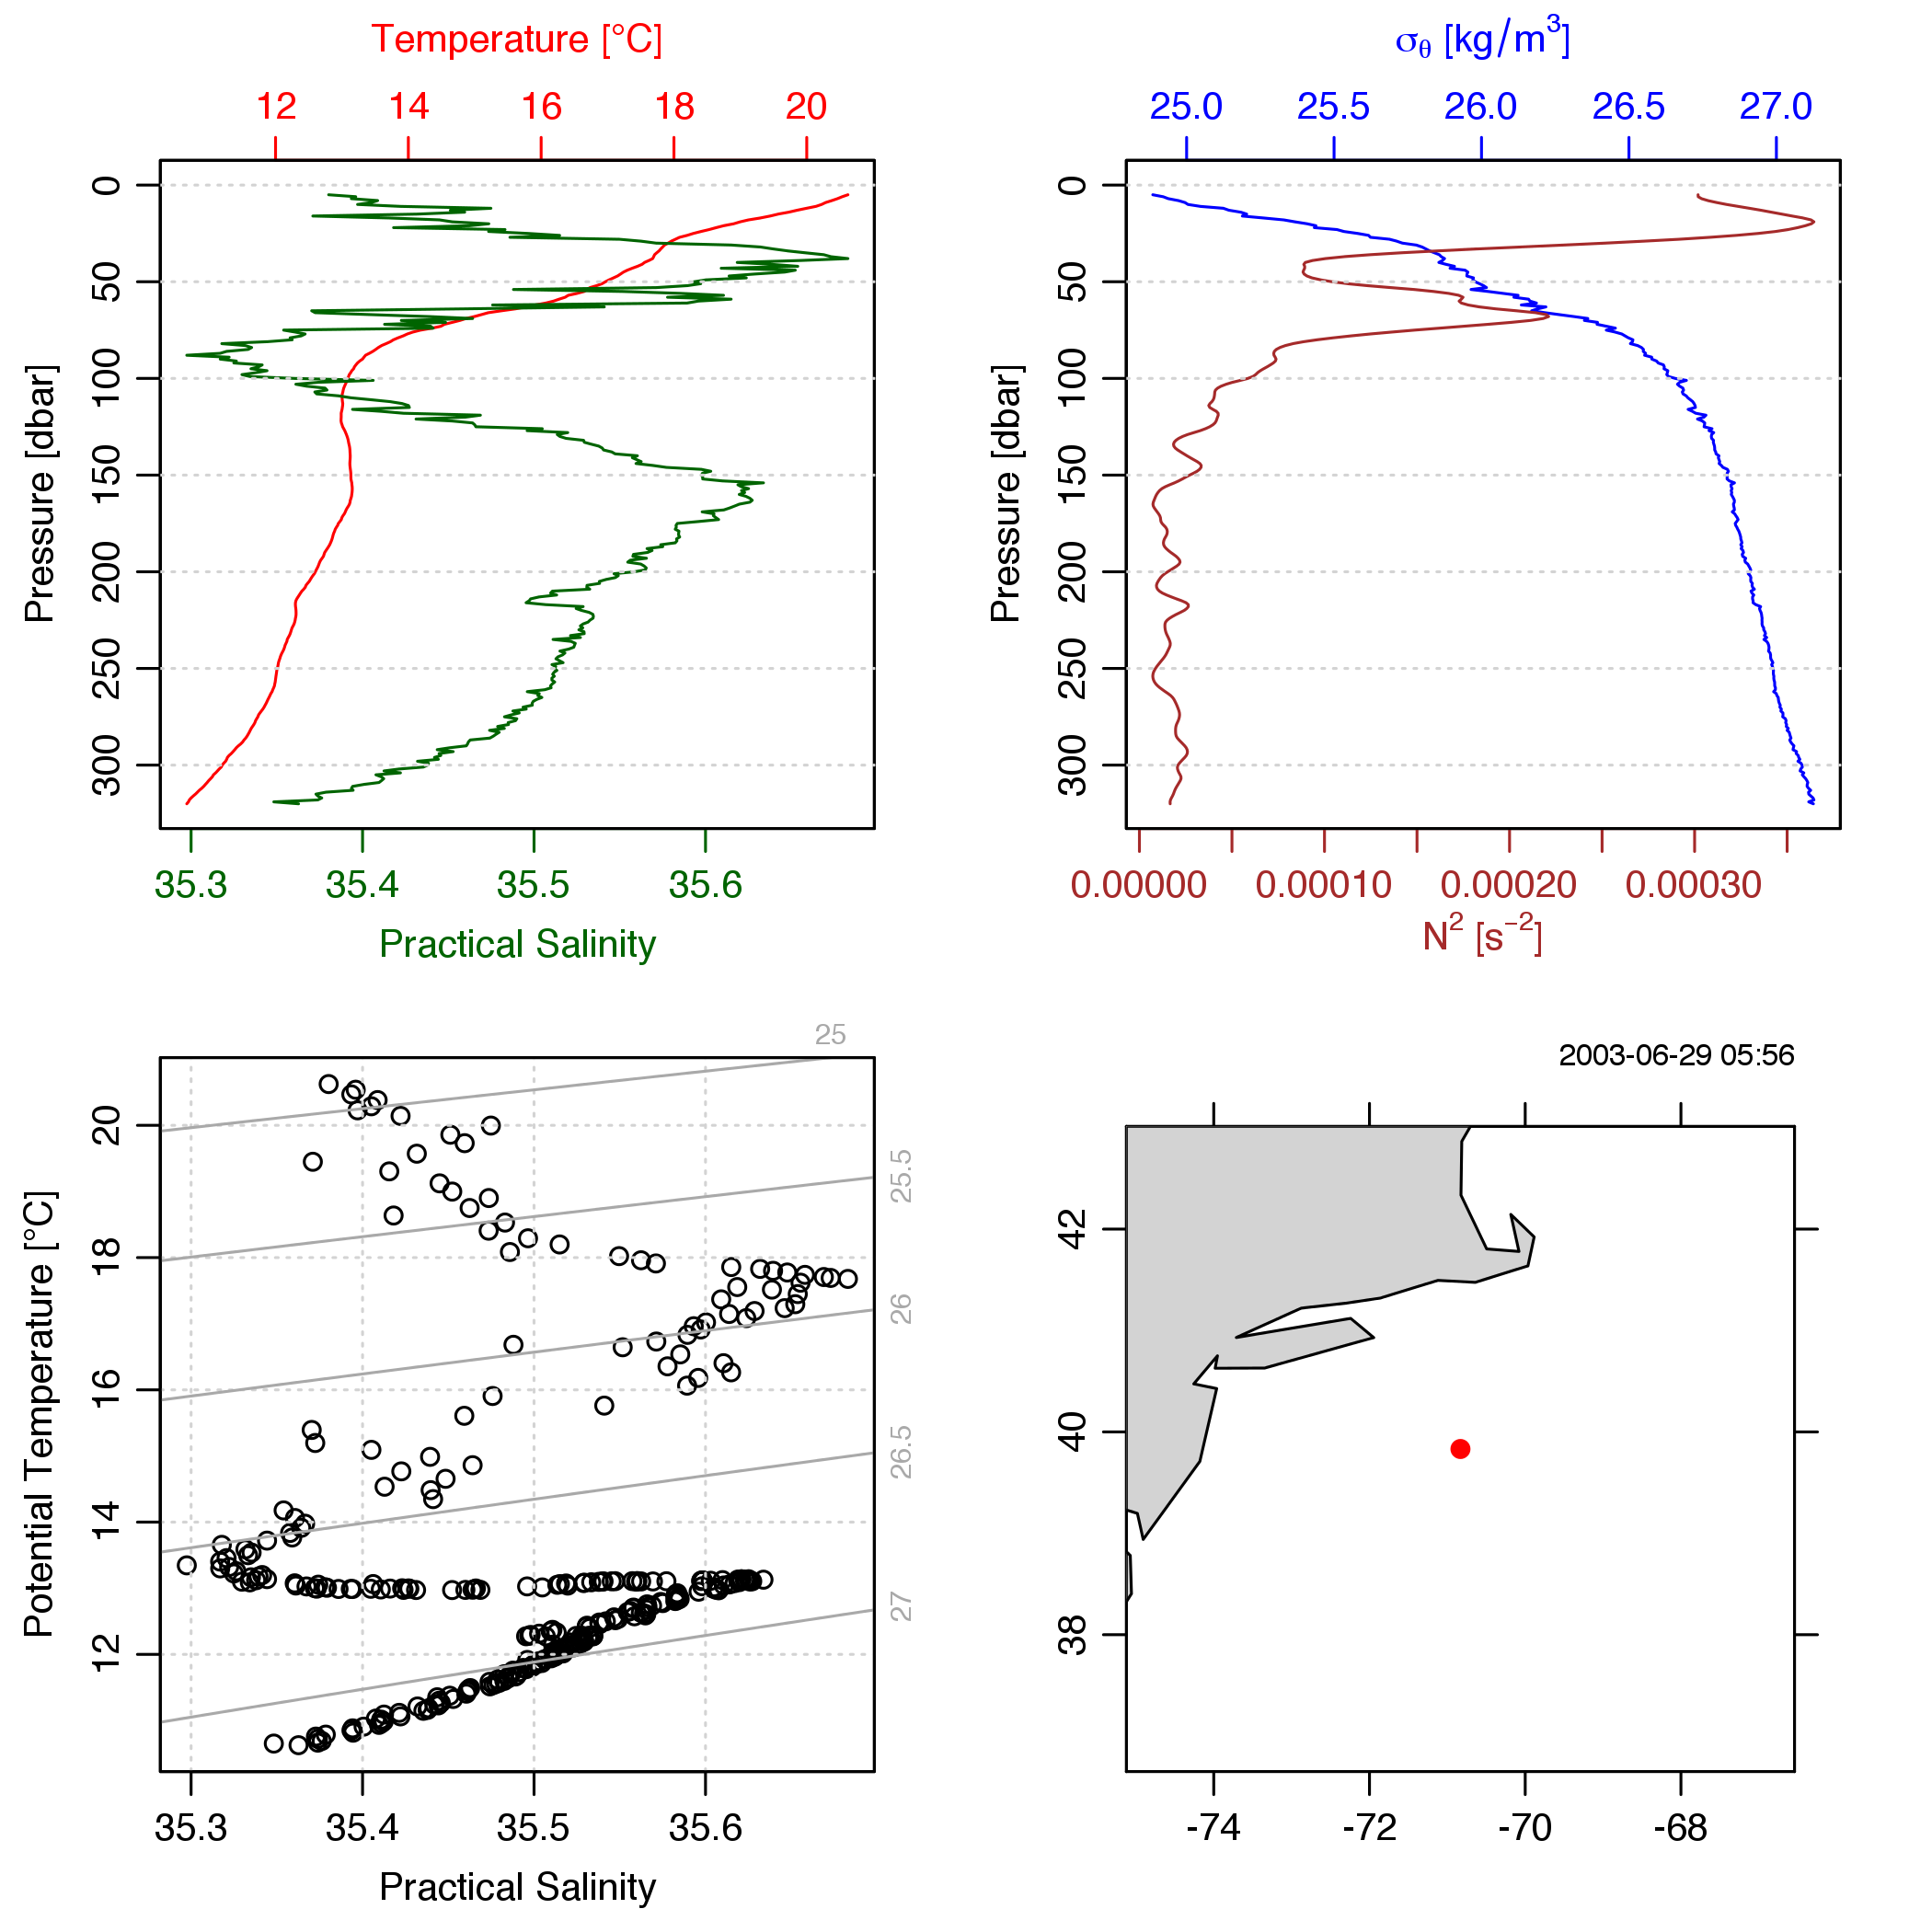 Temperature [°C]
12 14 16 18 20
0 50 100 150 200 250 300
Pressure [dbar]
35.3 35.4 35.5 35.6
Practical Salinity
σθ [kg/m³]
25.0 25.5 26.0 26.5 27.0
0 50 100 150 200 250 300
Pressure [dbar]
0.00000 0.00010 0.00020 0.00030
N² [s⁻²]
25
25.5
26
26.5
27
20 18 16 14 12
Potential Temperature [°C]
35.3 35.4 35.5 35.6
Practical Salinity
2003-06-29 05:56
42 40 38
-74 -72 -70 -68